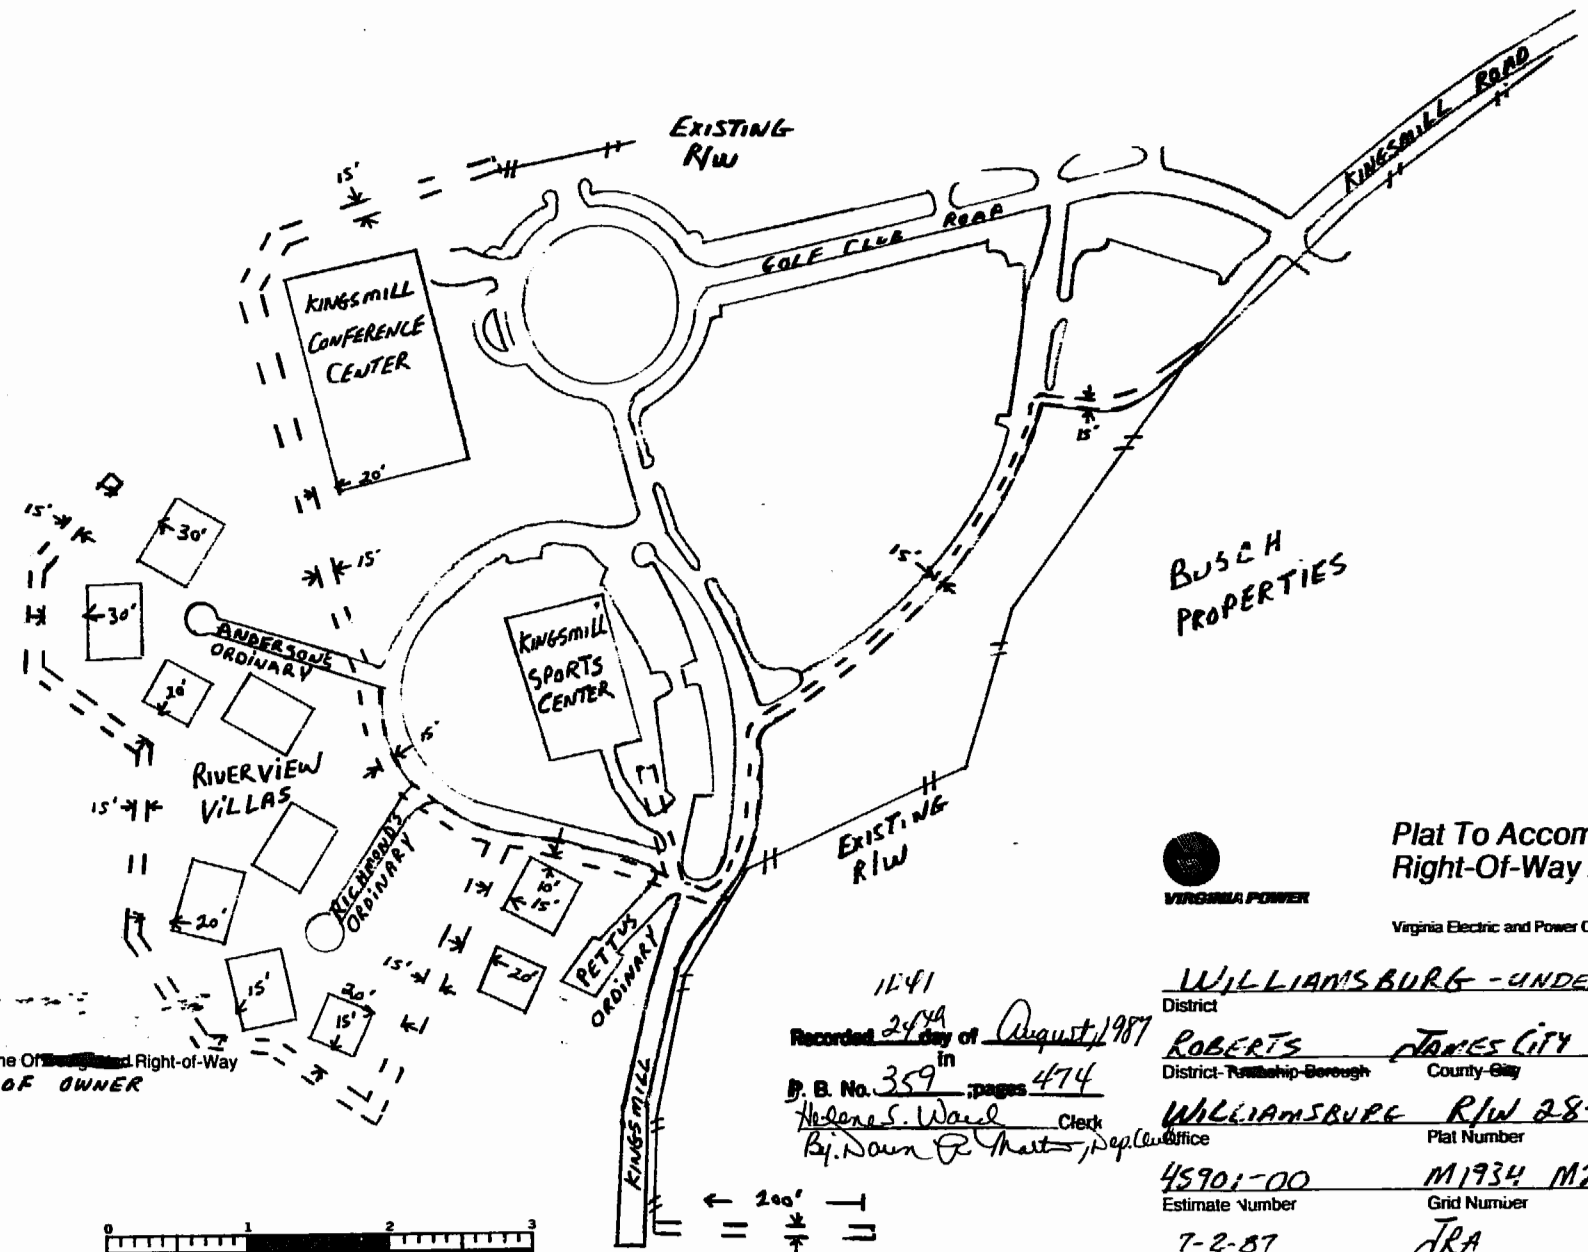 EXISTING
R/W
KINGSMILL ROAD
15'
GOLF CLUB ROAD
KINGSMILL
CONFERENCE
CENTER
15'
20'
15'
30'
15'
15'
BUSCH
PROPERTIES
30'
ANDERSONS
ORDINARY
KINGSMILL
SPORTS
CENTER
20'
15'
RIVERVIEW
VILLAS
15'
EXISTING
R/W
RICHMONDS
ORDINARY
10'
15'
20'
PETTUS
ORDINARY
15'
20'
15'
20'
15'
ne Of Right-of-Way
OF OWNER
KINGSMILL
200'
0 1 2 3
VIRGINIA POWER
Plat To Accom
Right-Of-Way
Virginia Electric and Power C
WILLIAMSBURG - UNDE
District
ROBERTS JAMES CITY
District-Township-Borough County-City
WILLIAMSBURG R/W 28-
Office Plat Number
45901-00 M1934 M2
Estimate Number Grid Number
7-2-87 JRA
11:41
Recorded 24th day of August, 1987
in
P. B. No. 359 ; pages 474
Helene S. Ward Clerk
By: Dawn Dep. Clerk